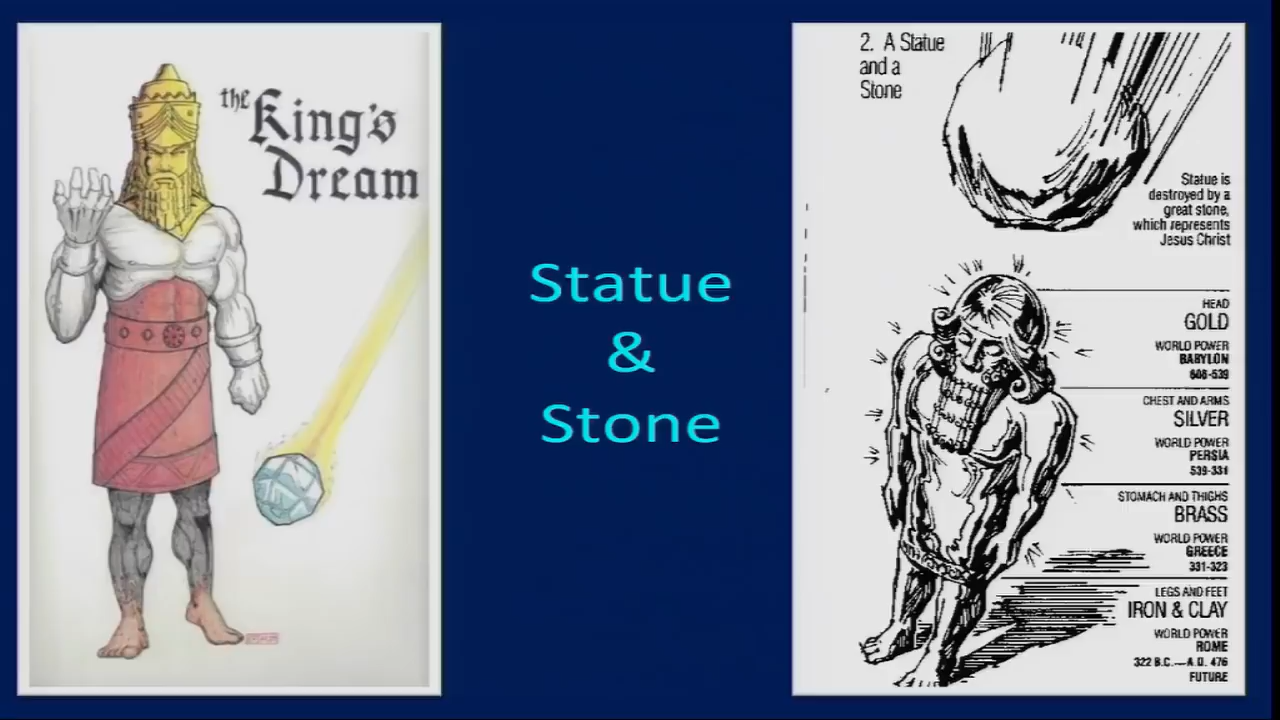 the King's
Dream
Statue
&
Stone
2. A Statue
and a
Stone
Statue is
destroyed by a
great stone,
which represents
Jesus Christ
HEAD
GOLD
WORLD POWER
BABYLON
606-539
CHEST AND ARMS
SILVER
WORLD POWER
PERSIA
539-331
STOMACH AND THIGHS
BRASS
WORLD POWER
GREECE
331-323
LEGS AND FEET
IRON & CLAY
WORLD POWER
ROME
322 B.C.—A.D. 476
FUTURE